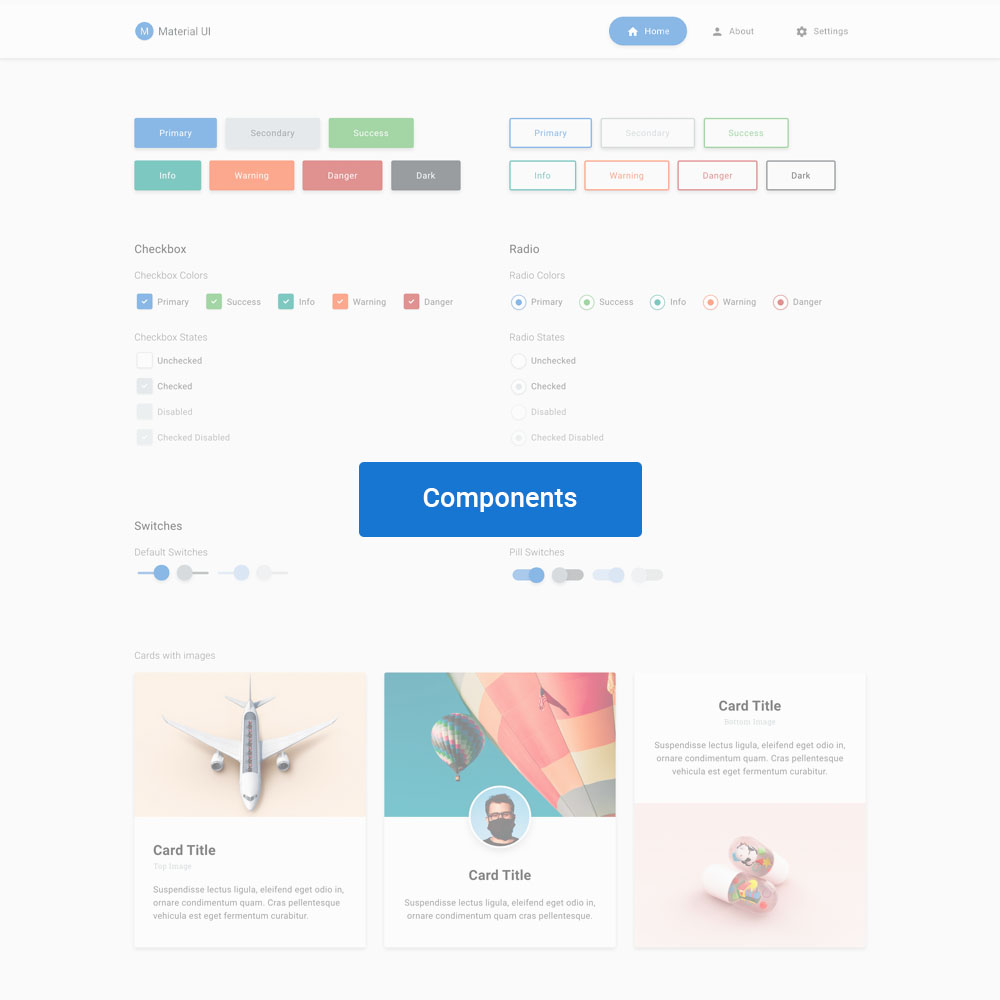 M Material UI
Home
About
Settings
Primary
Secondary
Success
Info
Warning
Danger
Dark
Primary
Secondary
Success
Info
Warning
Danger
Dark
Checkbox
Checkbox Colors
Primary
Success
Info
Warning
Danger
Checkbox States
Unchecked
Checked
Disabled
Checked Disabled
Radio
Radio Colors
Primary
Success
Info
Warning
Danger
Radio States
Unchecked
Checked
Disabled
Checked Disabled
Components
Switches
Default Switches
Pill Switches
Cards with images
Card Title
Top Image
Suspendisse lectus ligula, eleifend eget odio in,
ornare condimentum quam. Cras pellentesque
vehicula est eget fermentum curabitur.
Card Title
Suspendisse lectus ligula, eleifend eget odio in,
ornare condimentum quam cras pellentesque.
Card Title
Bottom Image
Suspendisse lectus ligula, eleifend eget odio in,
ornare condimentum quam. Cras pellentesque
vehicula est eget fermentum curabitur.